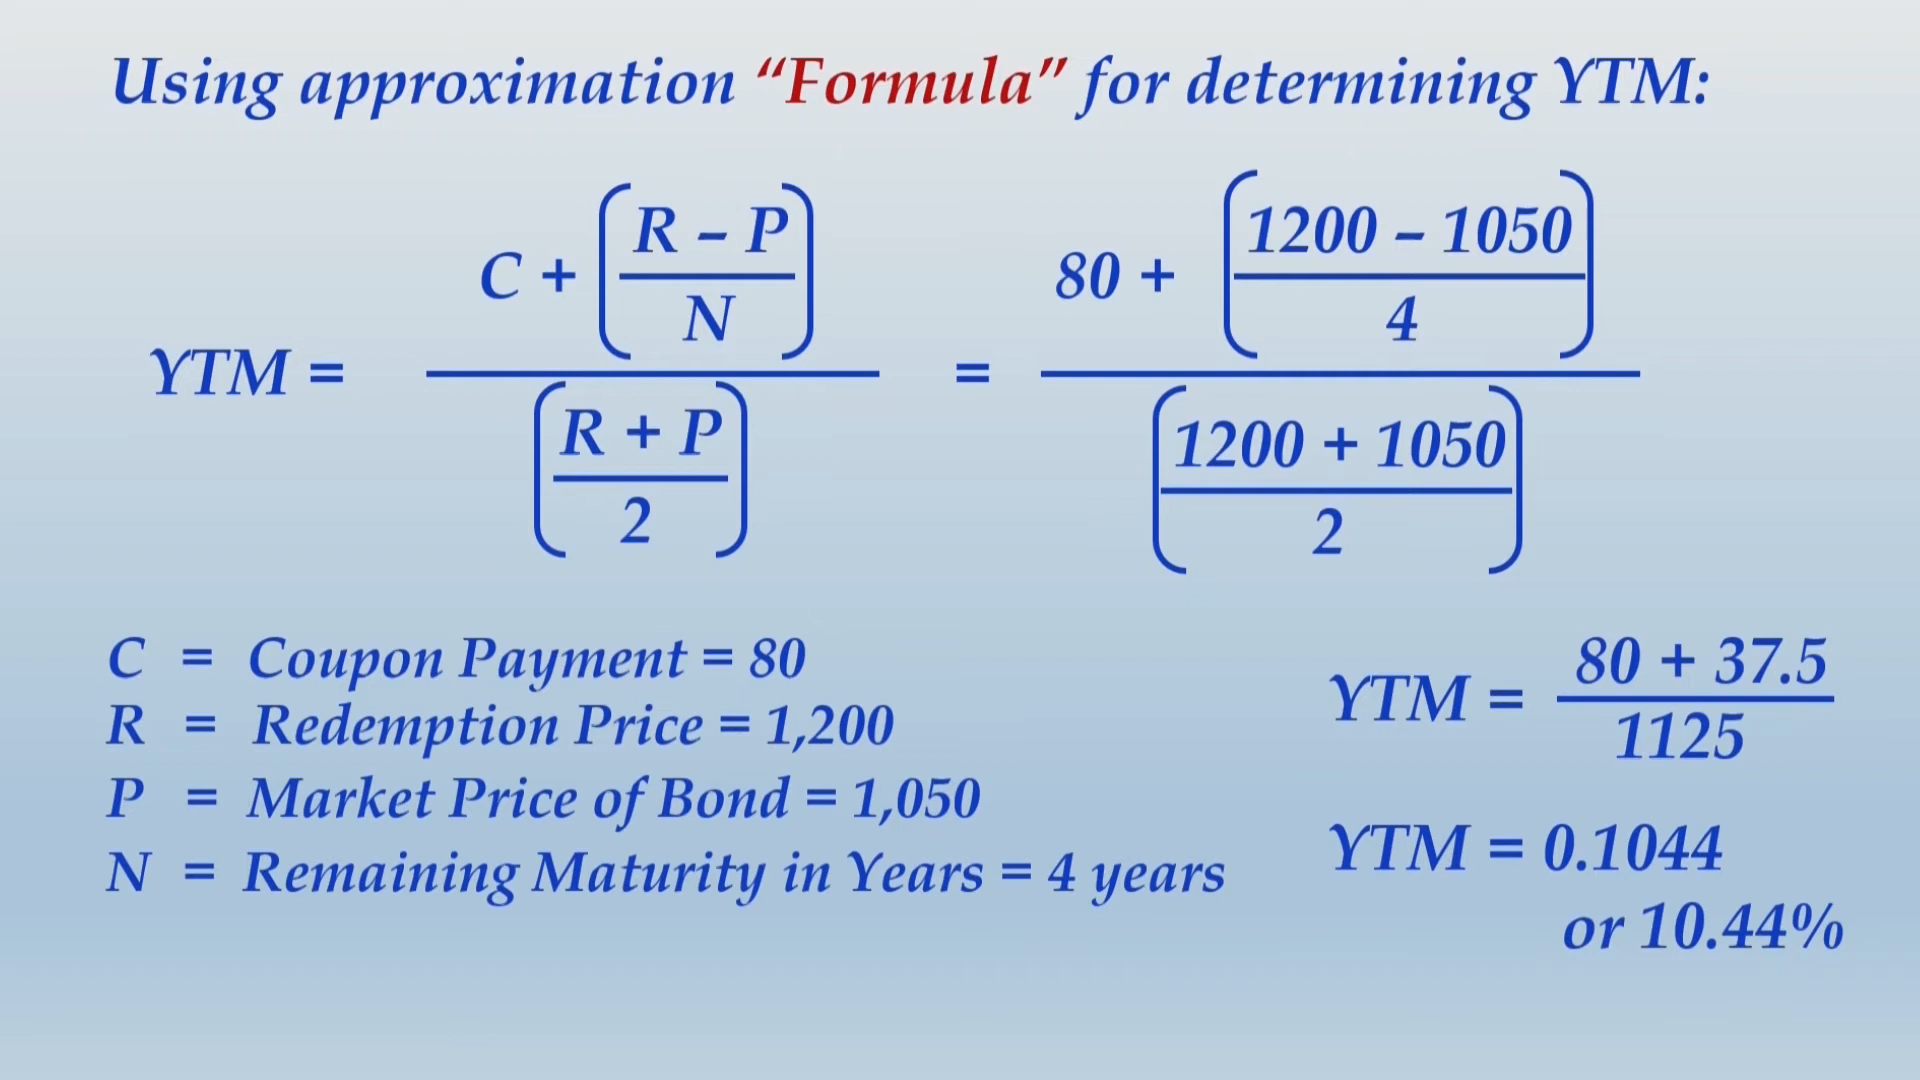 Using approximation “Formula” for determining YTM:
YTM = C + (R – P / N) / (R + P / 2) = 80 + (1200 – 1050 / 4) / (1200 + 1050 / 2)
C = Coupon Payment = 80
R = Redemption Price = 1,200
P = Market Price of Bond = 1,050
N = Remaining Maturity in Years = 4 years
YTM = 80 + 37.5 / 1125
YTM = 0.1044
or 10.44%